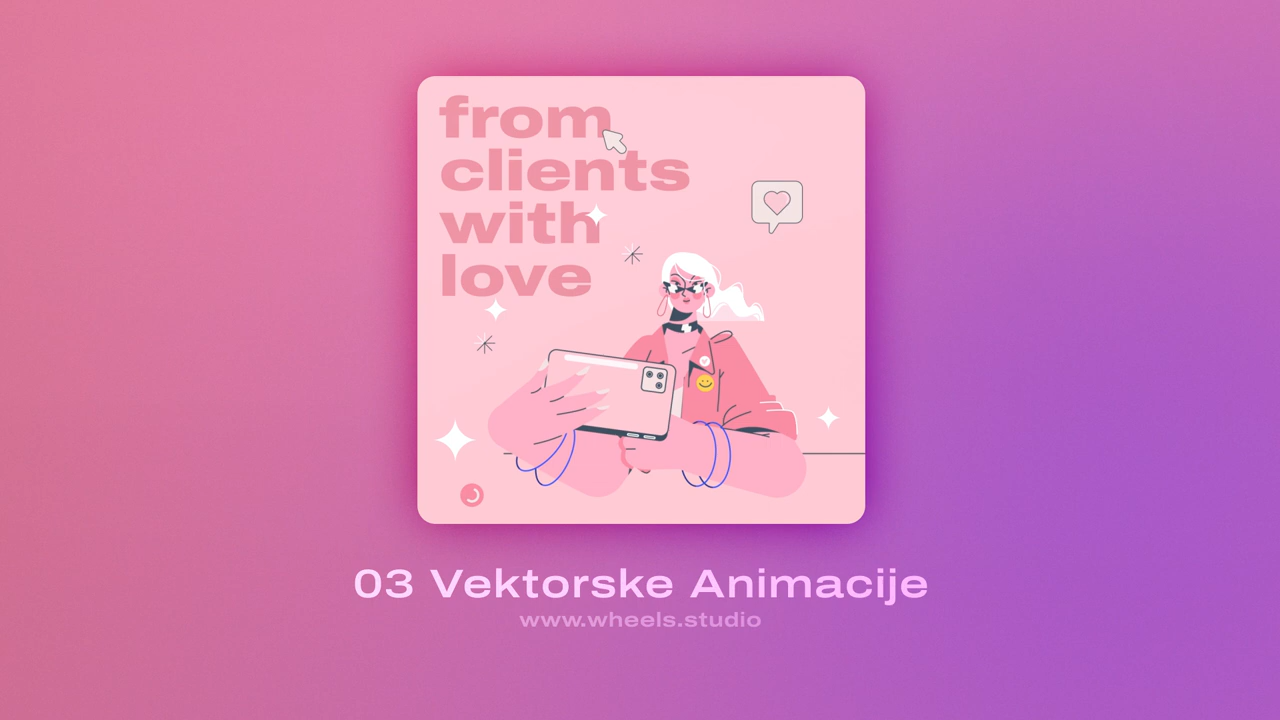 from
clients
with
love
03 Vektorske Animacije
www.wheels.studio